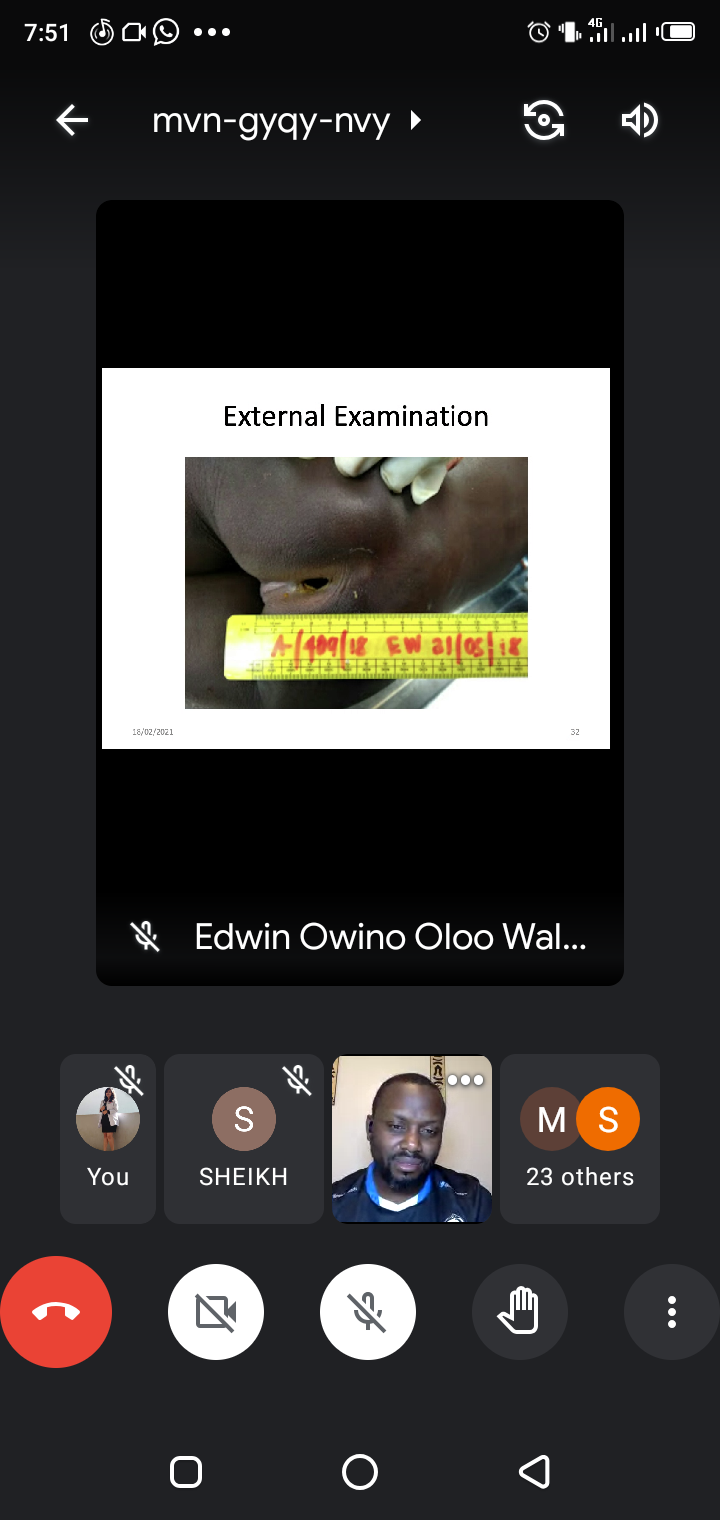 7:51
4G
mvn-gyqy-nvy
External Examination
A/409/18 EW 21/05/18
18/02/2021
32
Edwin Owino Oloo Wal...
You
S
SHEIKH
M S
23 others